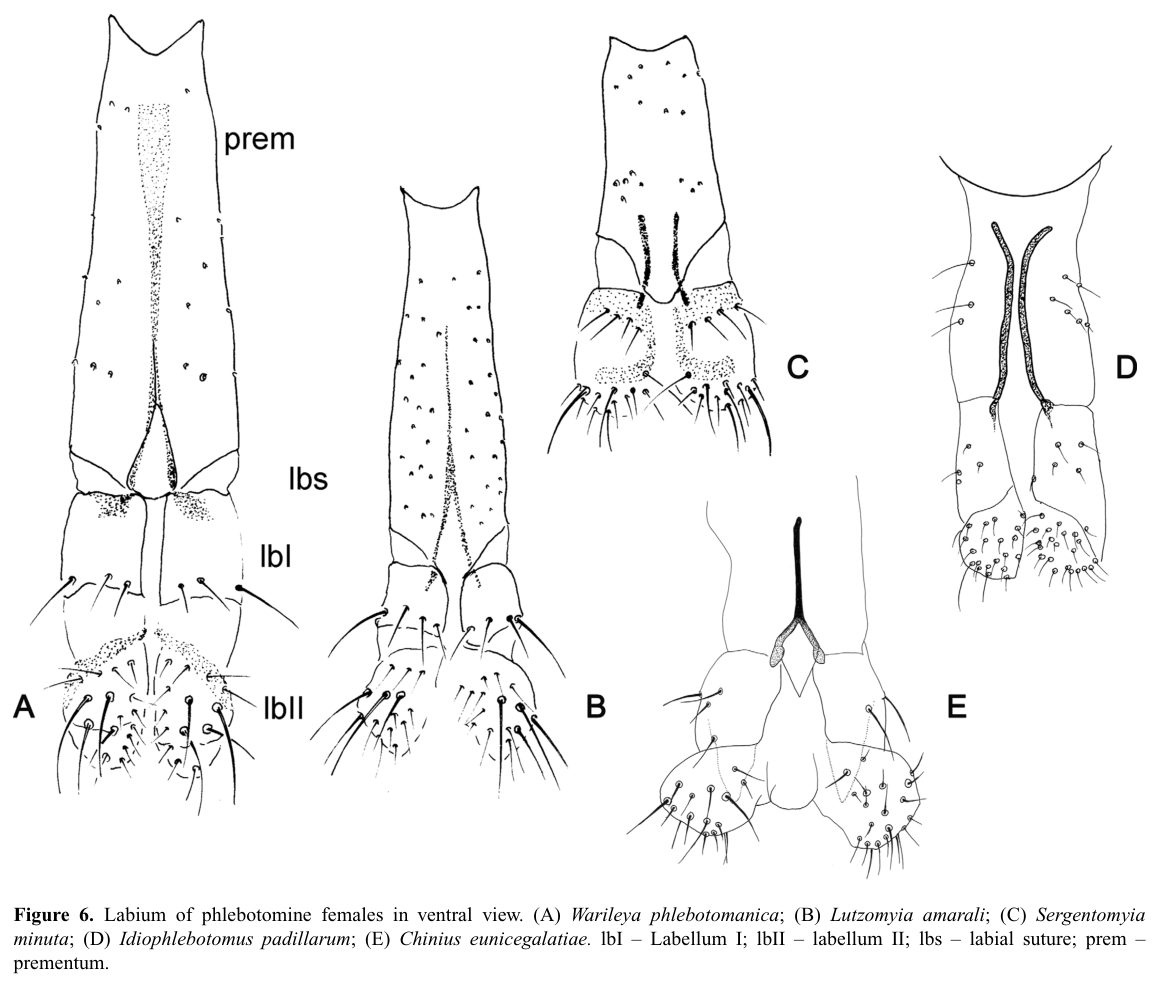 prem
C
D
lbs
lbI
A
lbII
B
E
Figure 6. Labium of phlebotomine females in ventral view. (A) Warileya phlebotomanica; (B) Lutzomyia amarali; (C) Sergentomyia
minuta; (D) Idiophlebotomus padillarum; (E) Chinius eunicegalatiae. lbI – Labellum I; lbII – labellum II; lbs – labial suture; prem –
prementum.